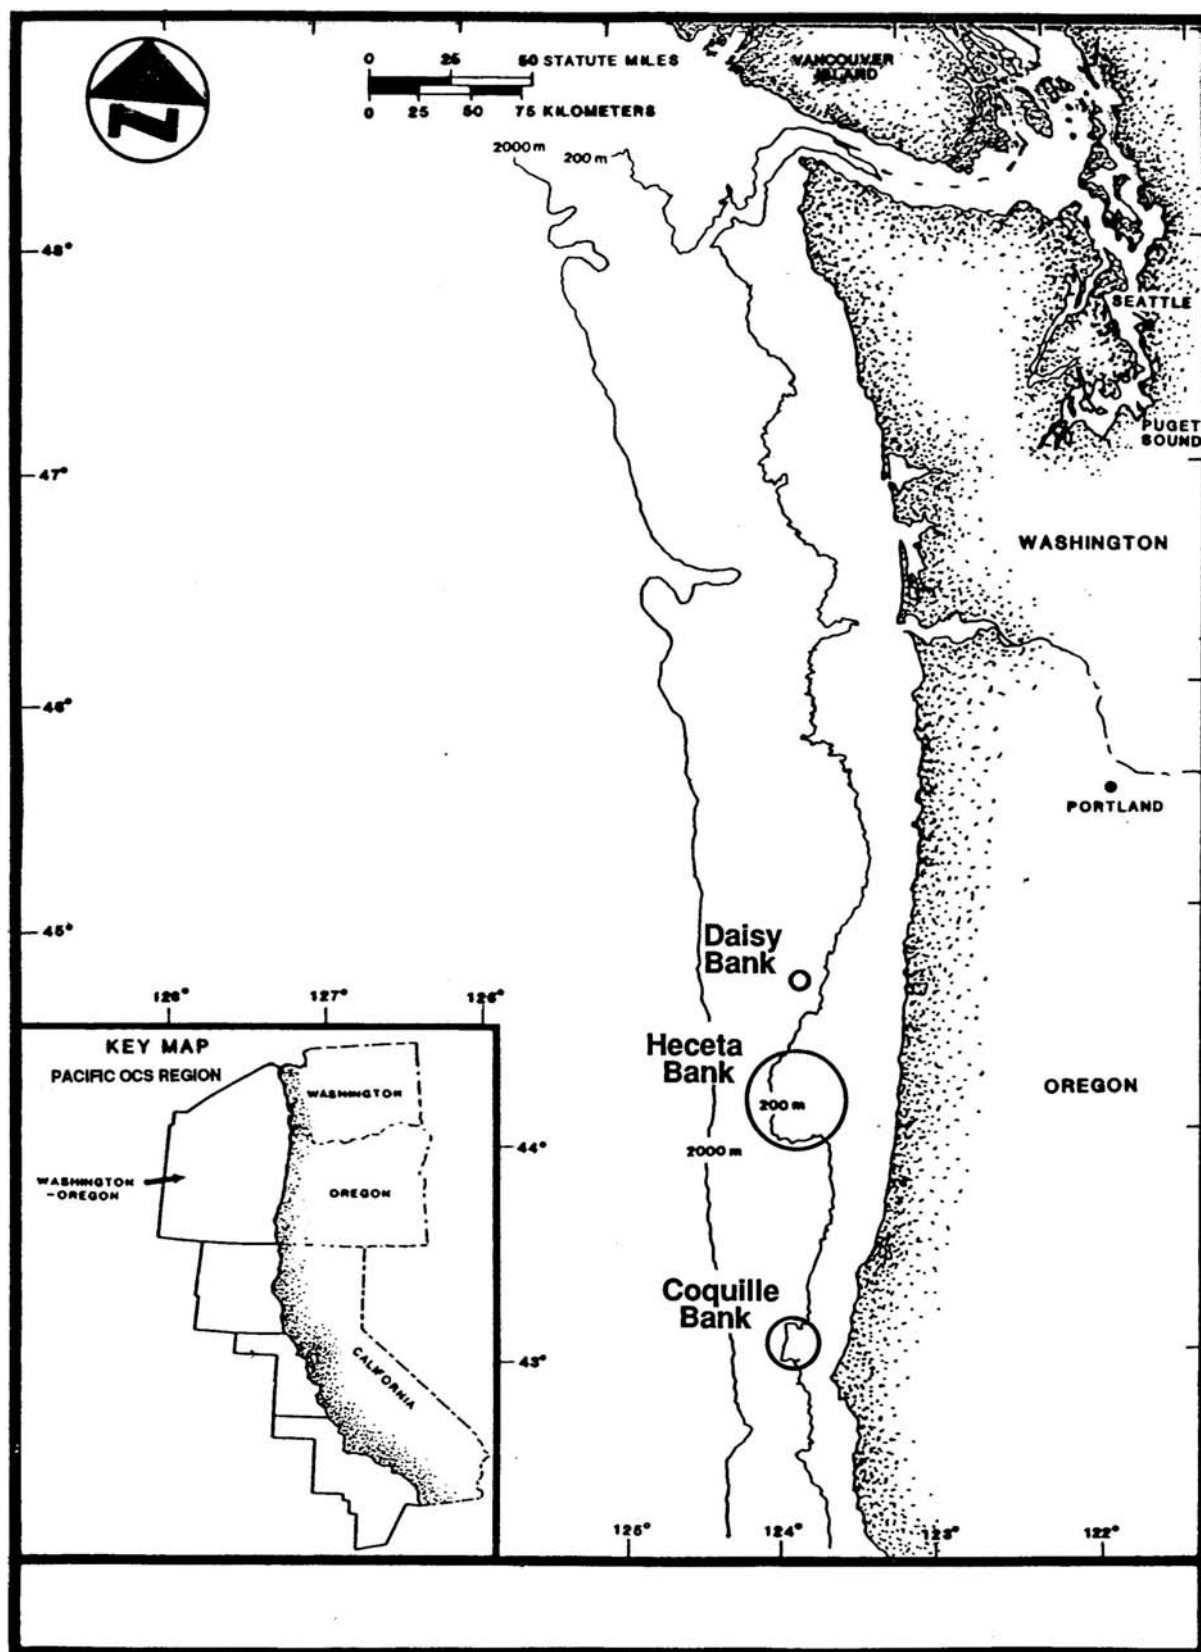 N
0 25 50 STATUTE MILES
0 25 50 75 KILOMETERS
VANCOUVER
ISLAND
2000 m
200 m
48°
SEATTLE
PUGET
SOUND
47°
WASHINGTON
46°
PORTLAND
45°
Daisy
Bank
128° 127° 126°
Heceta
Bank
200 m
2000 m
OREGON
44°
KEY MAP
PACIFIC OCS REGION
WASHINGTON
WASHINGTON
-OREGON
OREGON
CALIFORNIA
Coquille
Bank
43°
125° 124° 123° 122°